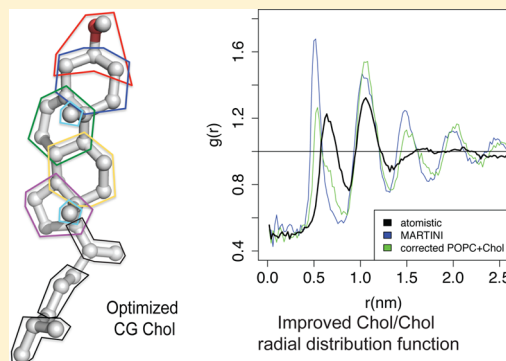 Optimized
CG Chol
g(r)
1.6
1.2
0.8
0.4
0.0
0.5
1.0
1.5
2.0
2.5
atomistic
MARTINI
corrected POPC+Chol
r(nm)
Improved Chol/Chol
radial distribution function